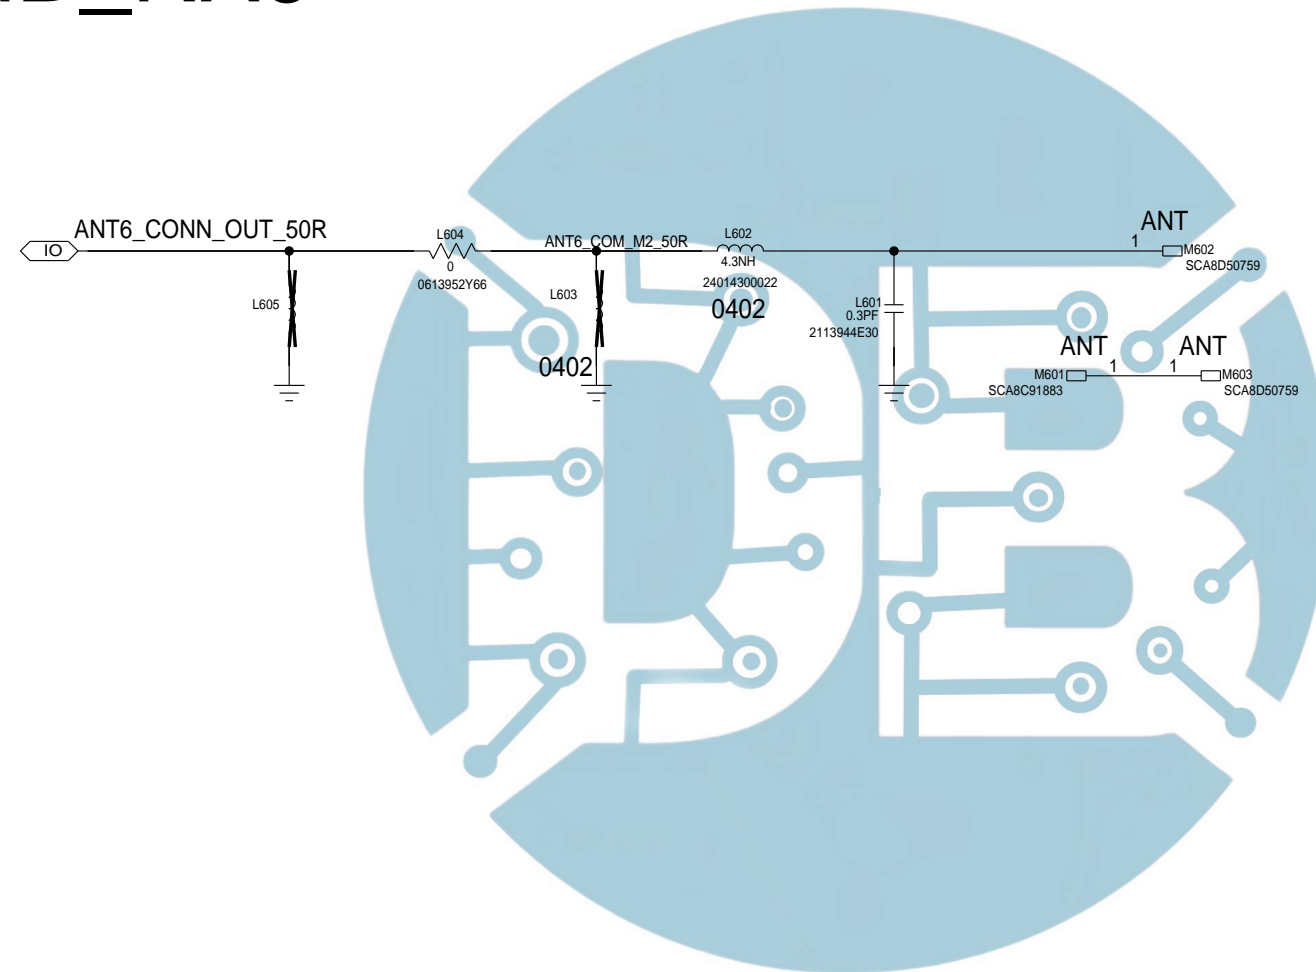 ANT6_CONN_OUT_50R
IO
L604
0
0613952Y66
L605
ANT6_COM_M2_50R
L603
0402
L602
4.3NH
24014300022
0402
L601
0.3PF
2113944E30
ANT
1
M602
SCA8D50759
ANT
ANT
M601
1
1
M603
SCA8C91883
SCA8D50759